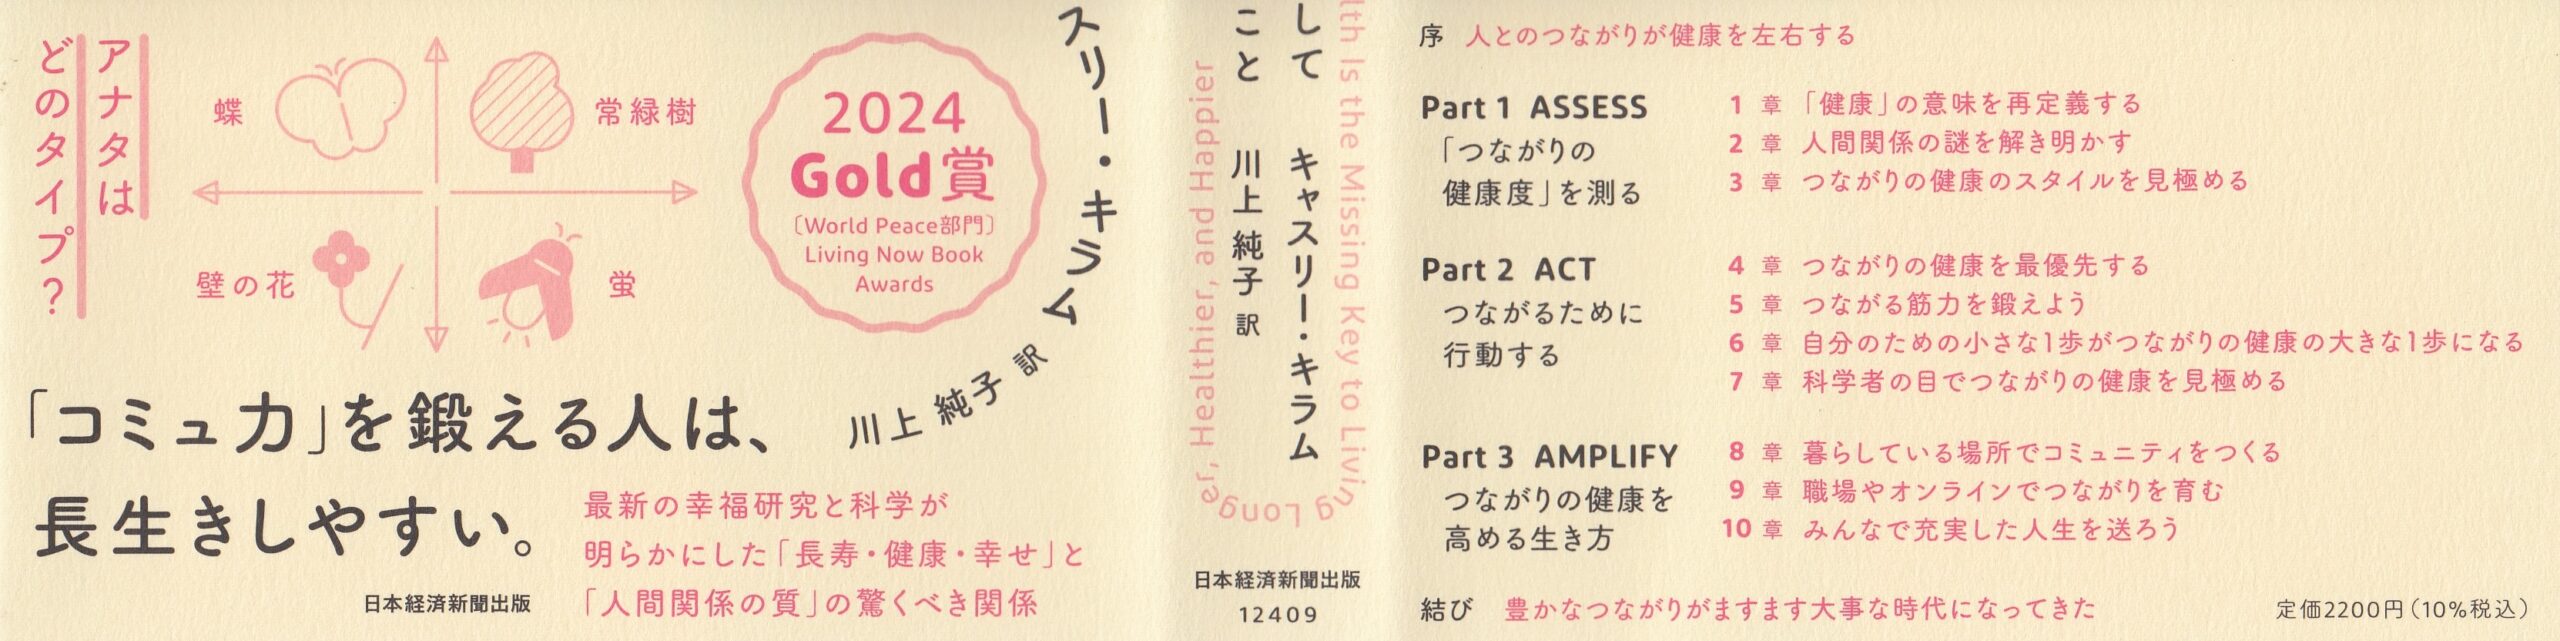 アナタは
どのタイプ?
蝶
常緑樹
壁の花
蛍
2024
Gold賞
〔World Peace部門〕
Living Now Book
Awards
スリー・キラム
川上 純子 訳
「コミュ力」を鍛える人は、
長生きしやすい。
最新の幸福研究と科学が
明らかにした「長寿・健康・幸せ」と
「人間関係の質」の驚くべき関係
日本経済新聞出版
lth Is the Missing Key to Living Longer, Healthier, and Happier
して キャスリー・キラム
こと 川上 純子 訳
日本経済新聞出版
12409
序 人とのつながりが健康を左右する
Part 1 ASSESS
「つながりの
健康度」を測る
1 章 「健康」の意味を再定義する
2 章 人間関係の謎を解き明かす
3 章 つながりの健康のスタイルを見極める
Part 2 ACT
つながるために
行動する
4 章 つながりの健康を最優先する
5 章 つながる筋力を鍛えよう
6 章 自分のための小さな1歩がつながりの健康の大きな1歩になる
7 章 科学者の目でつながりの健康を見極める
Part 3 AMPLIFY
つながりの健康を
高める生き方
8 章 暮らしている場所でコミュニティをつくる
9 章 職場やオンラインでつながりを育む
10 章 みんなで充実した人生を送ろう
結び 豊かなつながりがますます大事な時代になってきた
定価2200円(10%税込)